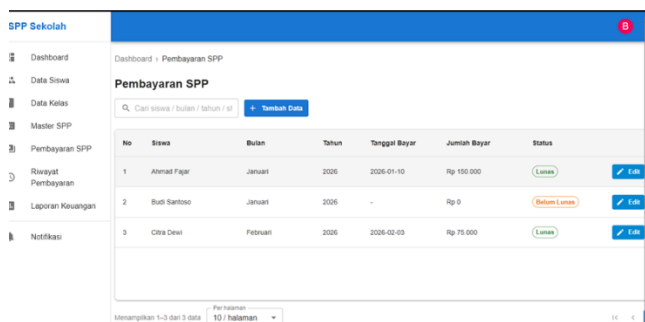 SPP Sekolah
B
Dashboard
Data Siswa
Data Kelas
Master SPP
Pembayaran SPP
Riwayat
Pembayaran
Laporan Keuangan
Notifikasi
Dashboard › Pembayaran SPP
Pembayaran SPP
Cari siswa / bulan / tahun / st
+ Tambah Data
No Siswa Bulan Tahun Tanggal Bayar Jumlah Bayar Status
1 Ahmad Fajar Januari 2026 2026-01-10 Rp 150.000 Lunas Edit
2 Budi Santoso Januari 2026 - Rp 0 Belum Lunas Edit
3 Citra Dewi Februari 2026 2026-02-03 Rp 75.000 Lunas Edit
Per halaman
Menampilkan 1–3 dari 3 data 10 / halaman